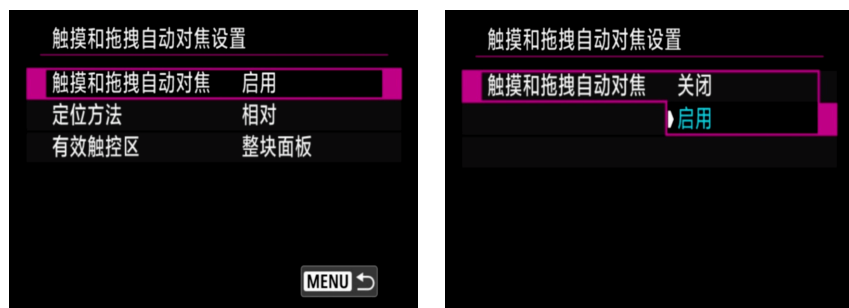 触摸和拖拽自动对焦设置
触摸和拖拽自动对焦 启用
定位方法 相对
有效触控区 整块面板
MENU
触摸和拖拽自动对焦设置
触摸和拖拽自动对焦 关闭
启用